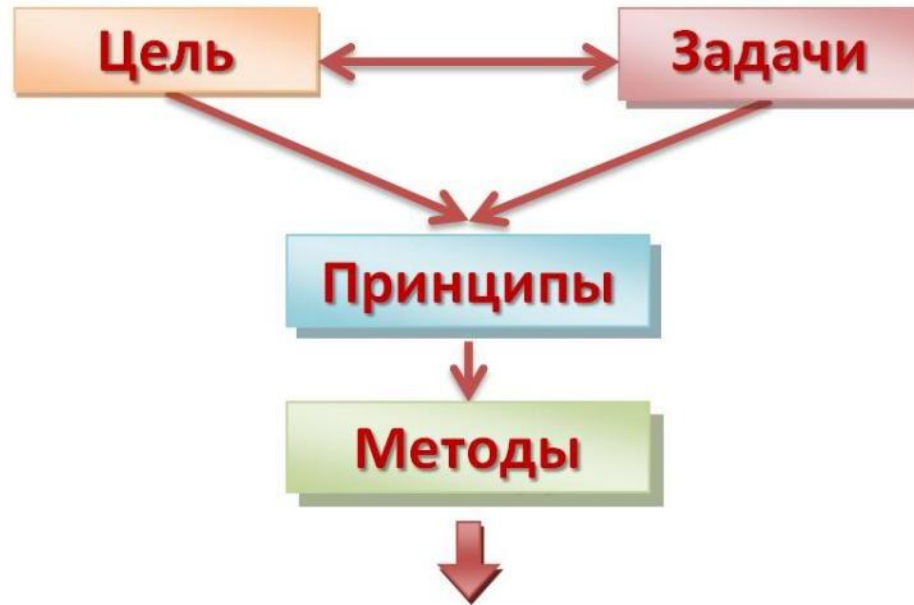 Цель
Задачи
Принципы
Методы